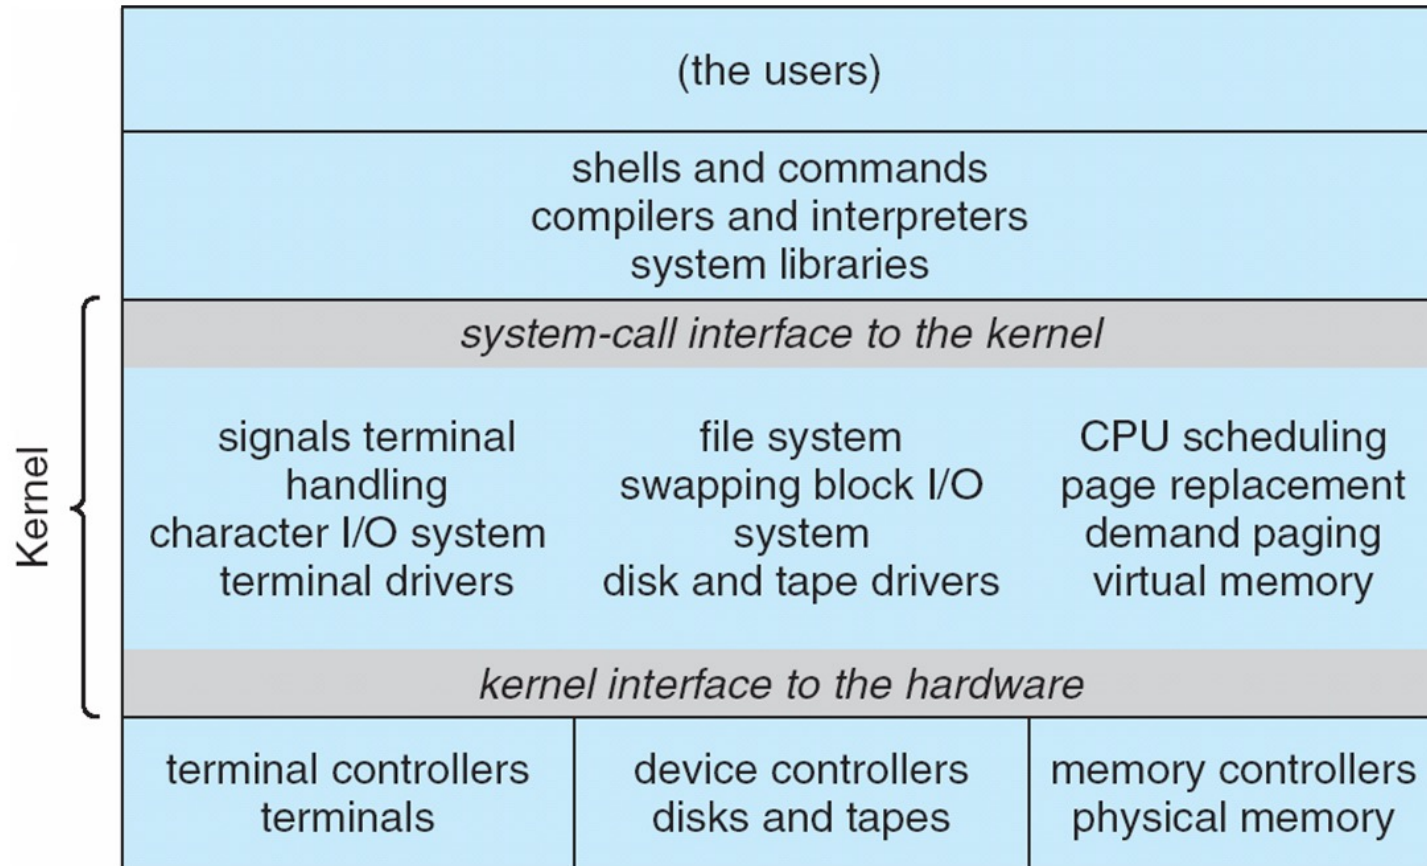 (the users)
shells and commands
compilers and interpreters
system libraries
Kernel
system-call interface to the kernel
signals terminal
handling
character I/O system
terminal drivers
file system
swapping block I/O
system
disk and tape drivers
CPU scheduling
page replacement
demand paging
virtual memory
kernel interface to the hardware
terminal controllers
terminals
device controllers
disks and tapes
memory controllers
physical memory